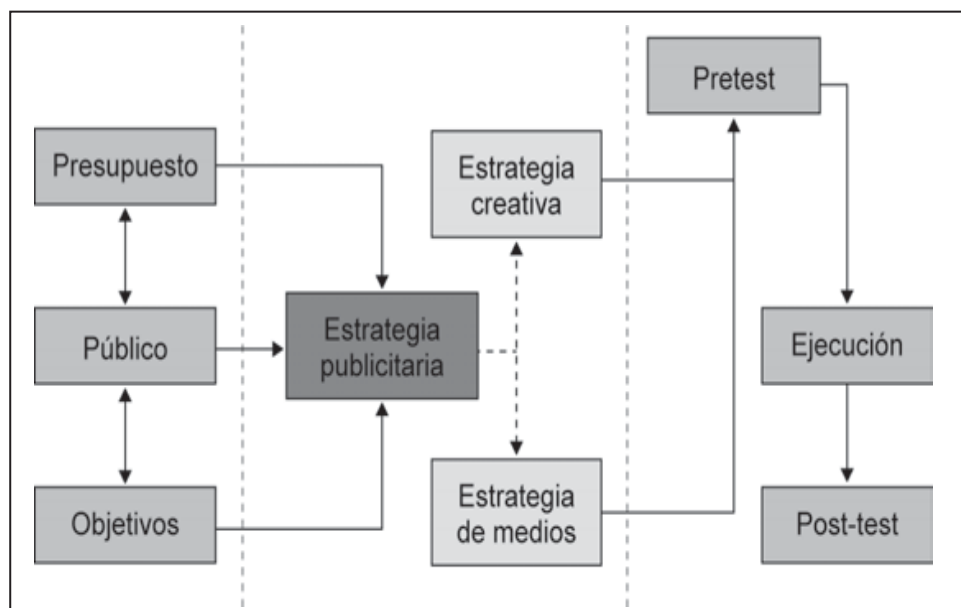 Presupuesto
Público
Objetivos
Estrategia
publicitaria
Estrategia
creativa
Estrategia
de medios
Pretest
Ejecución
Post-test